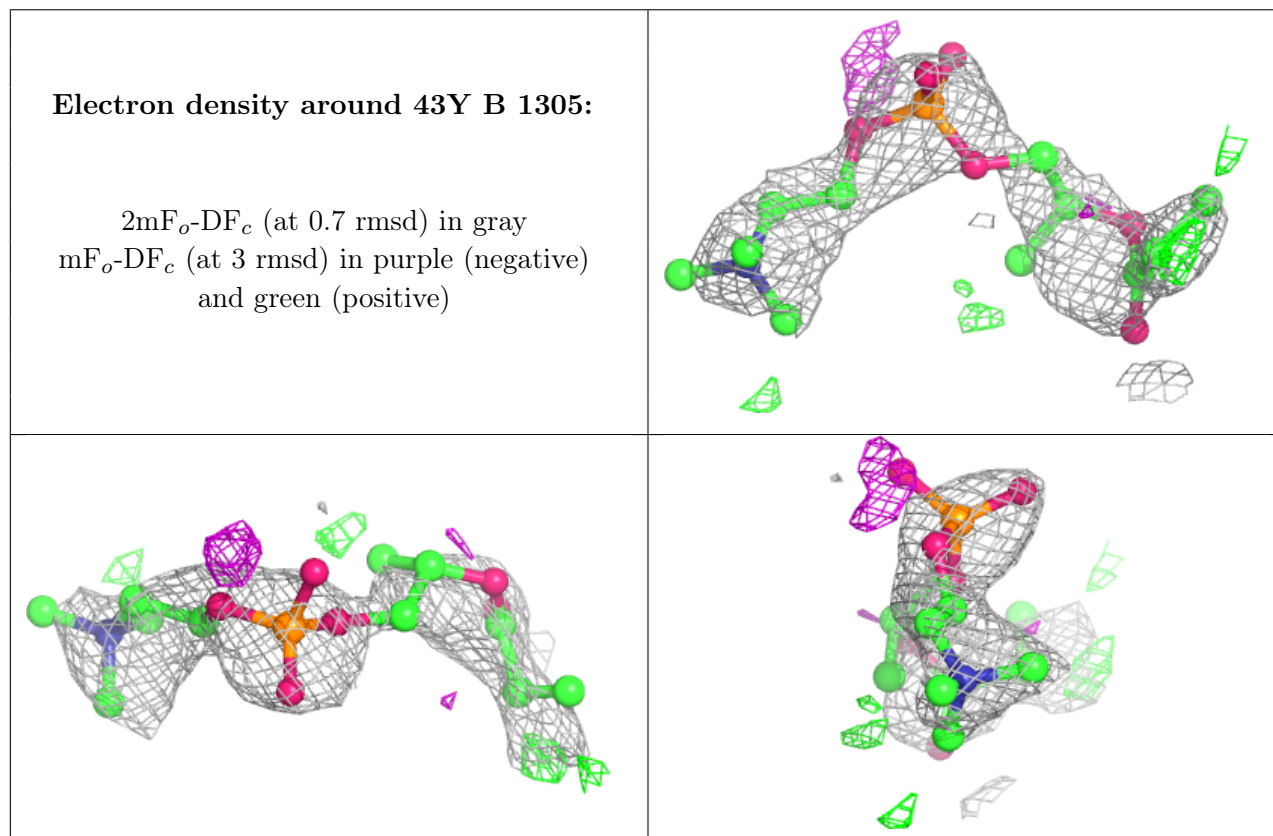 Electron density around 43Y B 1305:
2mFo-DFc (at 0.7 rmsd) in gray
mFo-DFc (at 3 rmsd) in purple (negative)
and green (positive)